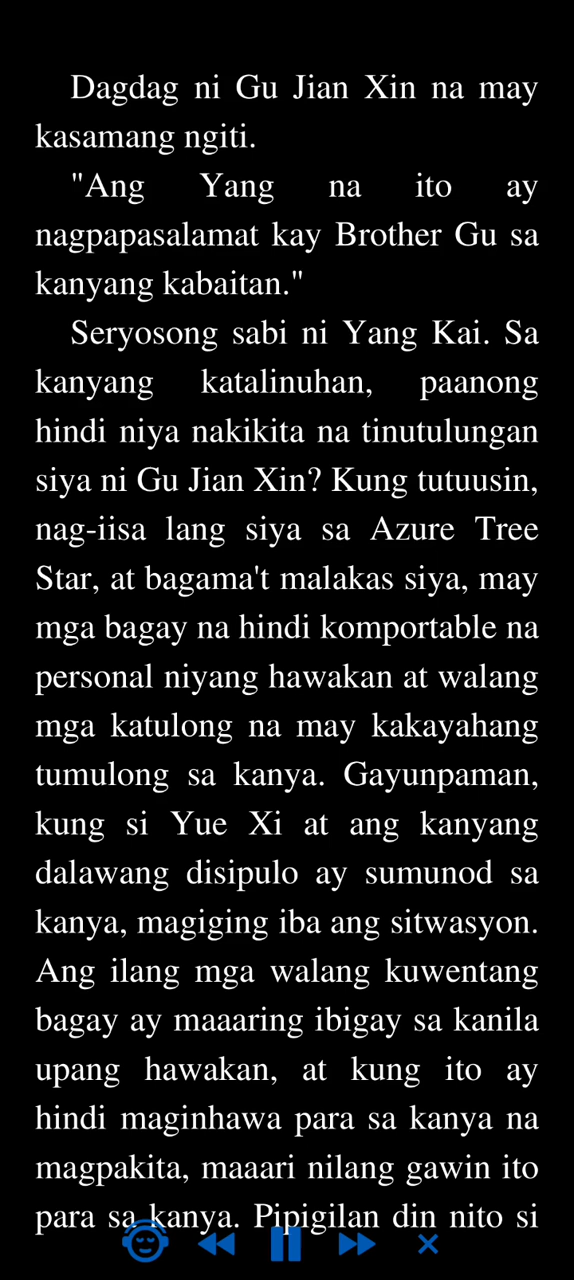 Dagdag ni Gu Jian Xin na may
kasamang ngiti.
"Ang Yang na ito ay
nagpapasalamat kay Brother Gu sa
kanyang kabaitan."
Seryosong sabi ni Yang Kai. Sa
kanyang katalinuhan, paanong
hindi niya nakikita na tinutulungan
siya ni Gu Jian Xin? Kung tutuusin,
nag-iisa lang siya sa Azure Tree
Star, at bagama't malakas siya, may
mga bagay na hindi komportable na
personal niyang hawakan at walang
mga katulong na may kakayahang
tumulong sa kanya. Gayunpaman,
kung si Yue Xi at ang kanyang
dalawang disipulo ay sumunod sa
kanya, magiging iba ang sitwasyon.
Ang ilang mga walang kuwentang
bagay ay maaaring ibigay sa kanila
upang hawakan, at kung ito ay
hindi maginhawa para sa kanya na
magpakita, maaari nilang gawin ito
para sa kanya. Pipigilan din nito si